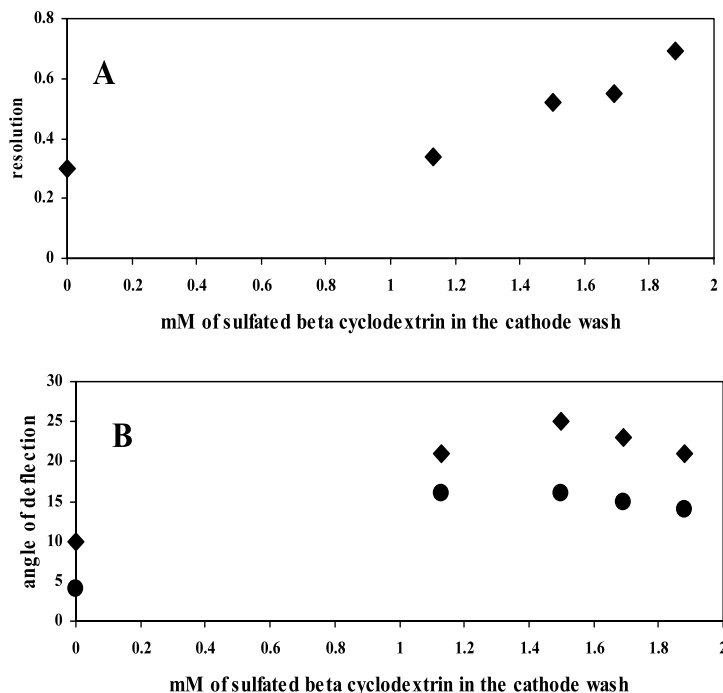 A
resolution
0.8
0.6
0.4
0.2
0
0 0.2 0.4 0.6 0.8 1 1.2 1.4 1.6 1.8 2
mM of sulfated beta cyclodextrin in the cathode wash
B
angle of deflection
30
25
20
15
10
5
0
0 0.2 0.4 0.6 0.8 1 1.2 1.4 1.6 1.8 2
mM of sulfated beta cyclodextrin in the cathode wash